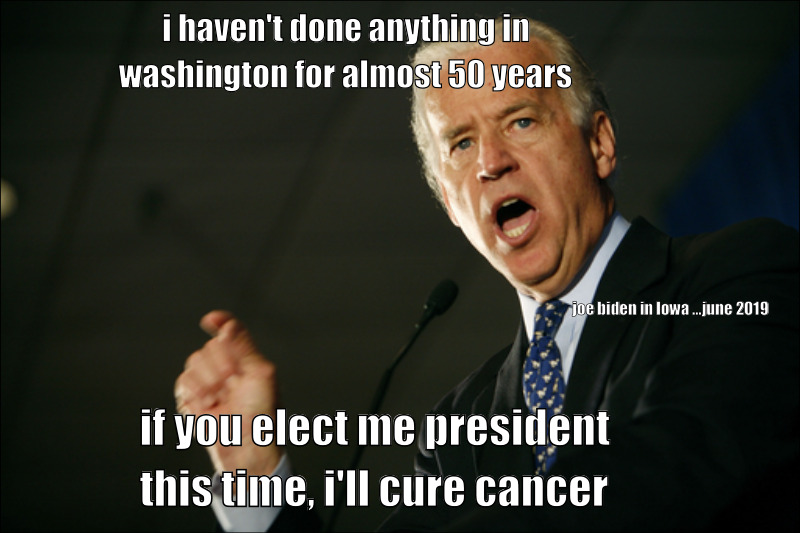 i haven't done anything in
washington for almost 50 years
joe biden in Iowa ...june 2019
if you elect me president
this time, i'll cure cancer